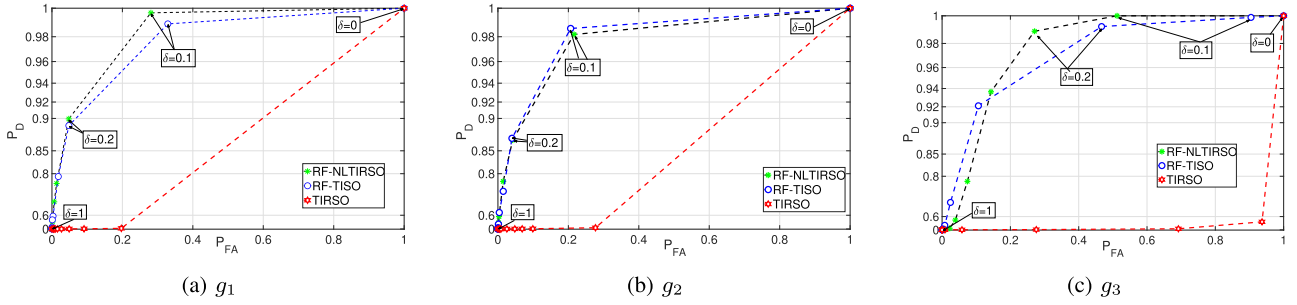 1
0.98
0.96
0.94
0.92
0.9
0.85
0.8
0.6
0
P_D
δ=0
δ=0.1
δ=0.2
δ=1
RF-NLTIRSO
RF-TISO
TIRSO
0 0.2 0.4 0.6 0.8 1
P_FA
(a) g_1
1
0.98
0.96
0.94
0.92
0.9
0.85
0.8
0.6
0
P_D
δ=0
δ=0.1
δ=0.2
δ=1
RF-NLTIRSO
RF-TISO
TIRSO
0 0.2 0.4 0.6 0.8 1
P_FA
(b) g_2
1
0.98
0.96
0.94
0.92
0.9
0.85
0.8
0.6
0
P_D
δ=0
δ=0.1
δ=0.2
δ=1
RF-NLTIRSO
RF-TISO
TIRSO
0 0.2 0.4 0.6 0.8 1
P_FA
(c) g_3